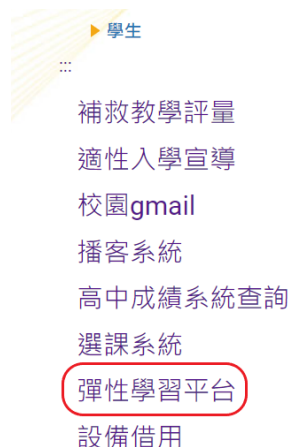 學生
:::
補救教學評量
適性入學宣導
校園gmail
播客系統
高中成績系統查詢
選課系統
彈性學習平台
設備借用